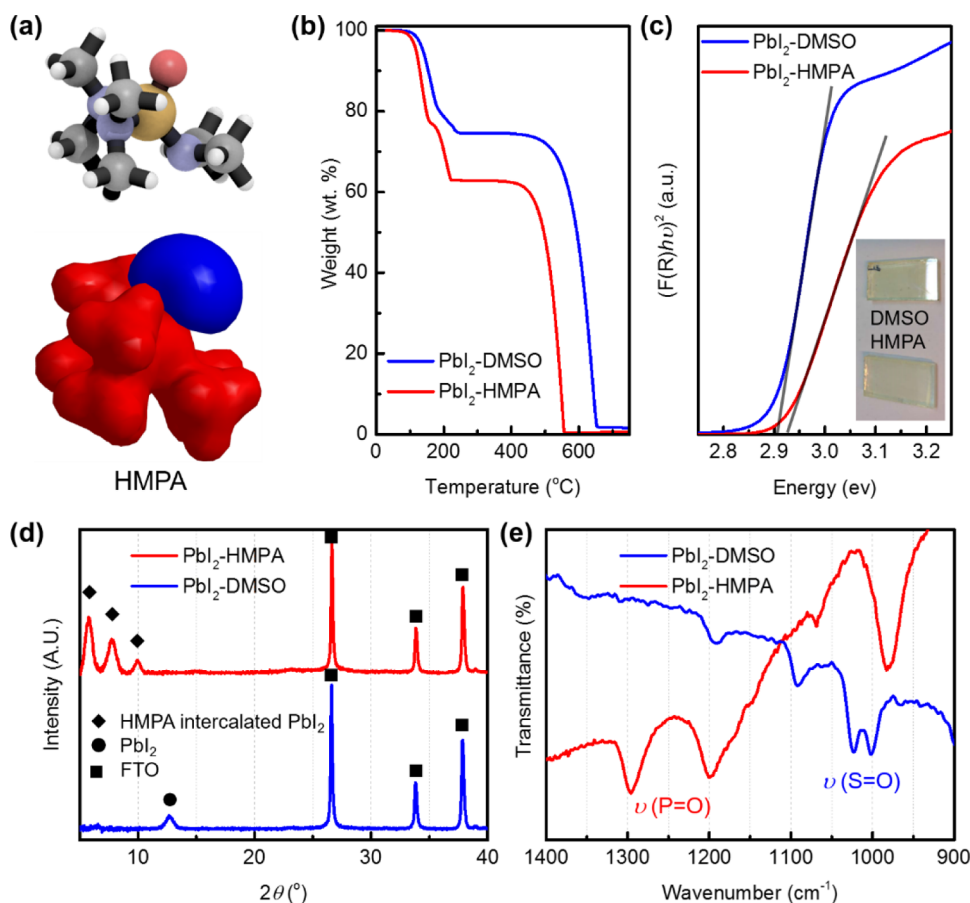 (a)
HMPA
(b)
Weight (wt. %)
100
80
60
40
20
0
PbI₂-DMSO
PbI₂-HMPA
0 200 400 600
Temperature (°C)
(c)
(F(R)hυ)² (a.u.)
PbI₂-DMSO
PbI₂-HMPA
DMSO
HMPA
2.8 2.9 3.0 3.1 3.2
Energy (ev)
(d)
Intensity (A.U.)
PbI₂-HMPA
PbI₂-DMSO
HMPA intercalated PbI₂
PbI₂
FTO
10 20 30 40
2θ (°)
(e)
Transmittance (%)
PbI₂-DMSO
PbI₂-HMPA
υ (P=O)
υ (S=O)
1400 1300 1200 1100 1000 900
Wavenumber (cm⁻¹)